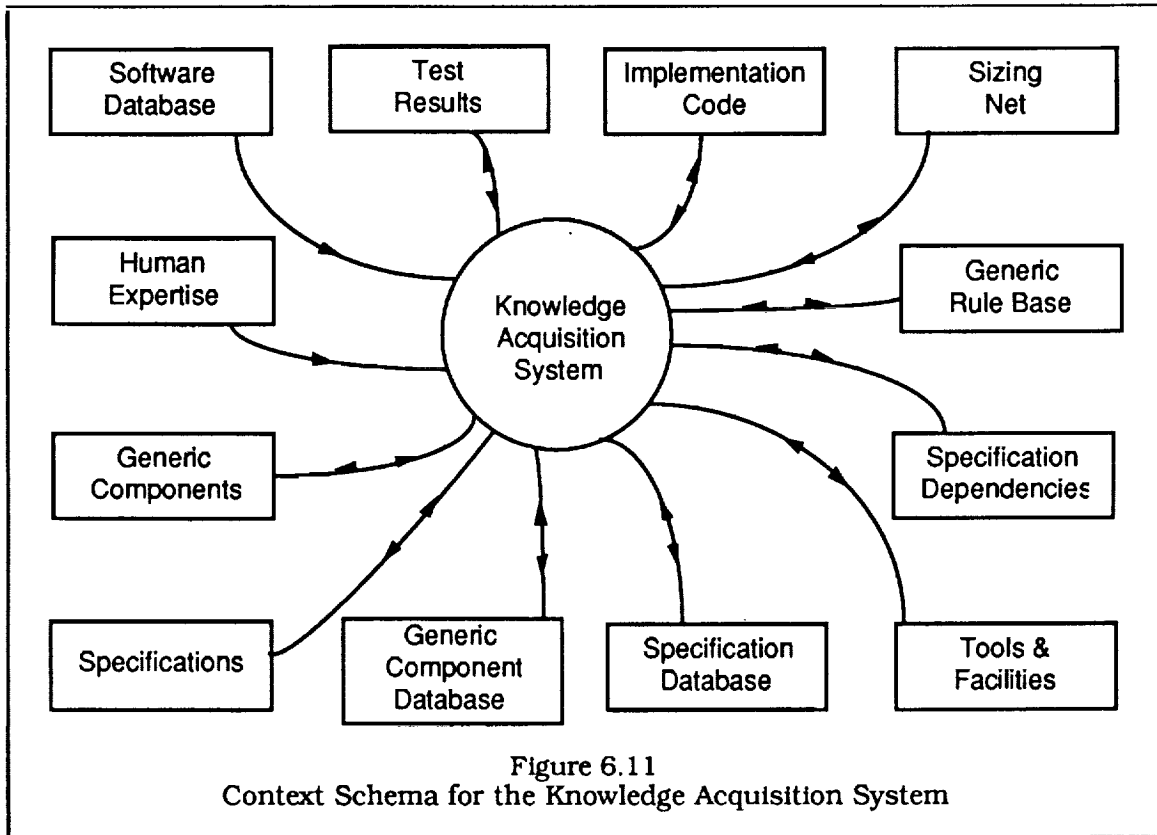 Software
Database
Test
Results
Implementation
Code
Sizing
Net
Human
Expertise
Knowledge
Acquisition
System
Generic
Rule Base
Generic
Components
Specification
Dependencies
Specifications
Generic
Component
Database
Specification
Database
Tools &
Facilities
Figure 6.11
Context Schema for the Knowledge Acquisition System